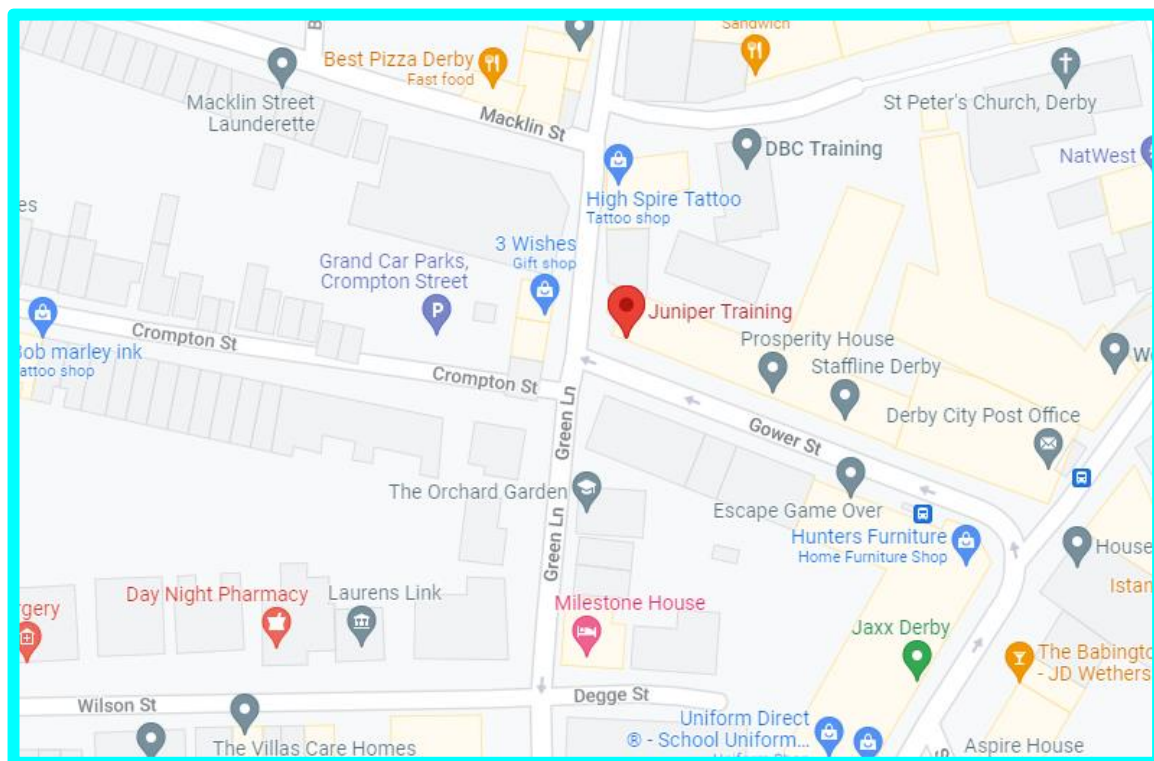 Sandwich
B
Best Pizza Derby
Fast food
Macklin Street
Launderette
St Peter's Church, Derby
Macklin St
DBC Training
NatWest
High Spire Tattoo
Tattoo shop
es
3 Wishes
Gift shop
Grand Car Parks,
Crompton Street
P
Juniper Training
Crompton St
Prosperity House
Bob marley ink
attoo shop
Staffline Derby
Crompton St
Green Ln
Derby City Post Office
Gower St
The Orchard Garden
Escape Game Over
Hunters Furniture
Home Furniture Shop
House
Green Ln
Istan
Day Night Pharmacy
Laurens Link
rgery
Milestone House
Jaxx Derby
The Babingto
- JD Wethers
Wilson St
Degge St
Uniform Direct
® - School Uniform...
The Villas Care Homes
Aspire House